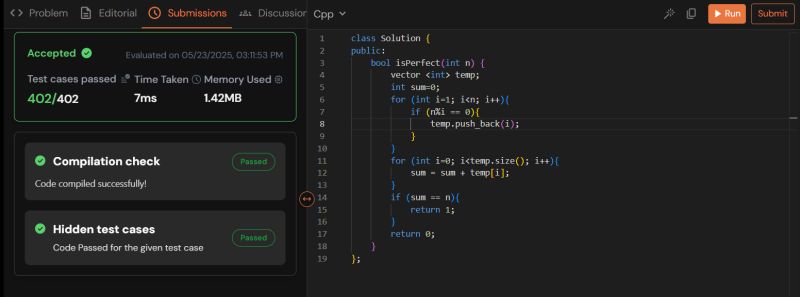 <> Problem Editorial Submissions Discussion
Accepted Evaluated on 05/23/2025, 03:11:53 PM
Test cases passed Time Taken Memory Used
402/402 7ms 1.42MB
Compilation check Passed
Code compiled successfully!
Hidden test cases Passed
Code Passed for the given test case
Cpp Run Submit
1 class Solution {
2 public:
3 bool isPerfect(int n) {
4 vector <int> temp;
5 int sum=0;
6 for (int i=1; i<n; i++){
7 if (n%i == 0){
8 temp.push_back(i);
9 }
10 }
11 for (int i=0; i<temp.size(); i++){
12 sum = sum + temp[i];
13 }
14 if (sum == n){
15 return 1;
16 }
17 return 0;
18 }
19 };